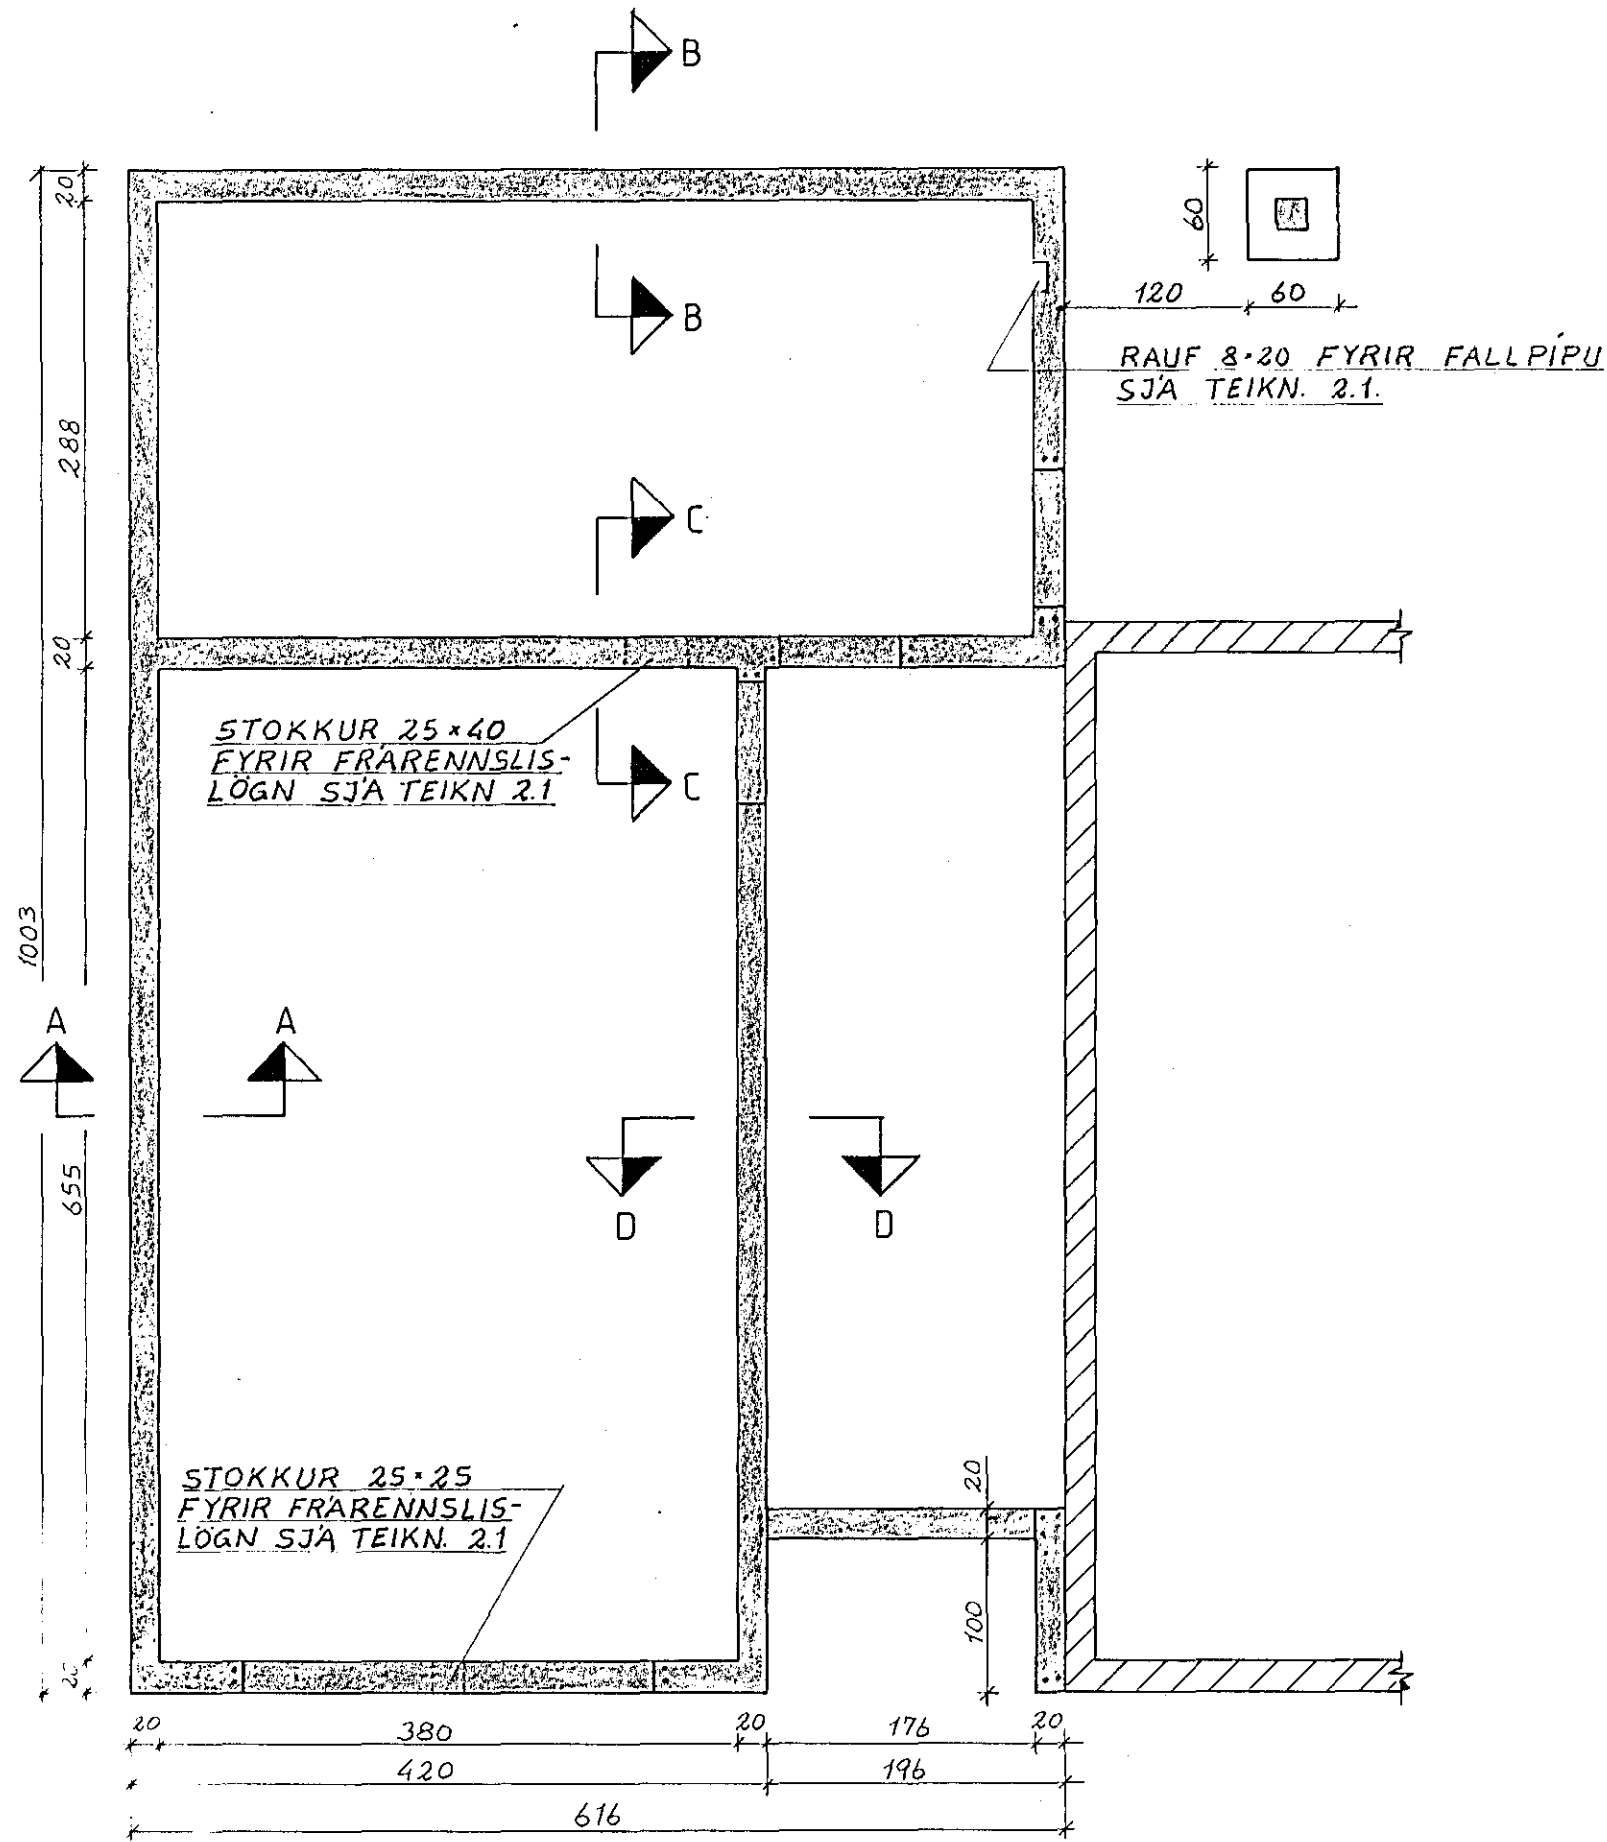 B
20
60
B
120
60
RAUF 8·20 FYRIR FALLPÍPU
SJÁ TEIKN. 2.1.
288
C
20
STOKKUR 25×40
FYRIR FRÁRENNSLIS-
LÖGN SJÁ TEIKN 2.1
C
1003
A
A
655
D
D
STOKKUR 25·25
FYRIR FRÁRENNSLIS-
LÖGN SJÁ TEIKN. 2.1
20
100
20
20
380
20
176
20
420
196
616